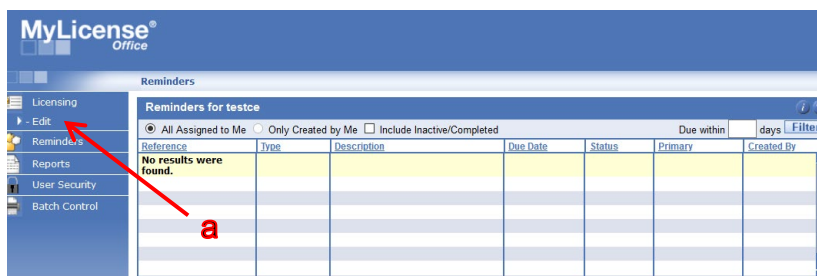 MyLicense®
Office
Reminders
Licensing
- Edit
Reminders
Reports
User Security
Batch Control
Reminders for testce
All Assigned to Me Only Created by Me Include Inactive/Completed Due within days Filter
Reference Type Description Due Date Status Primary Created By
No results were
found.
a